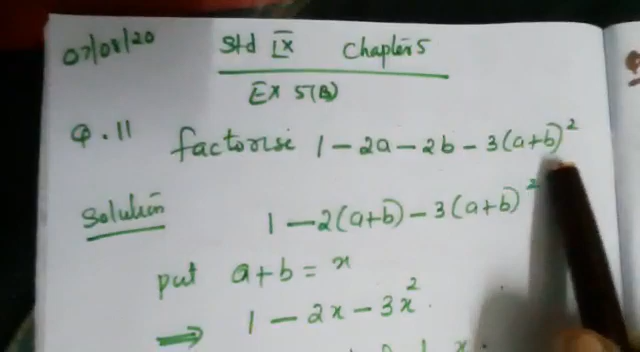 07/08/20 Std IX Chapter 5
Ex 5(B)
Q.11 factorise 1 - 2a - 2b - 3(a+b)²
Solution 1 - 2(a+b) - 3(a+b)²
put a+b = x
⇒ 1 - 2x - 3x².